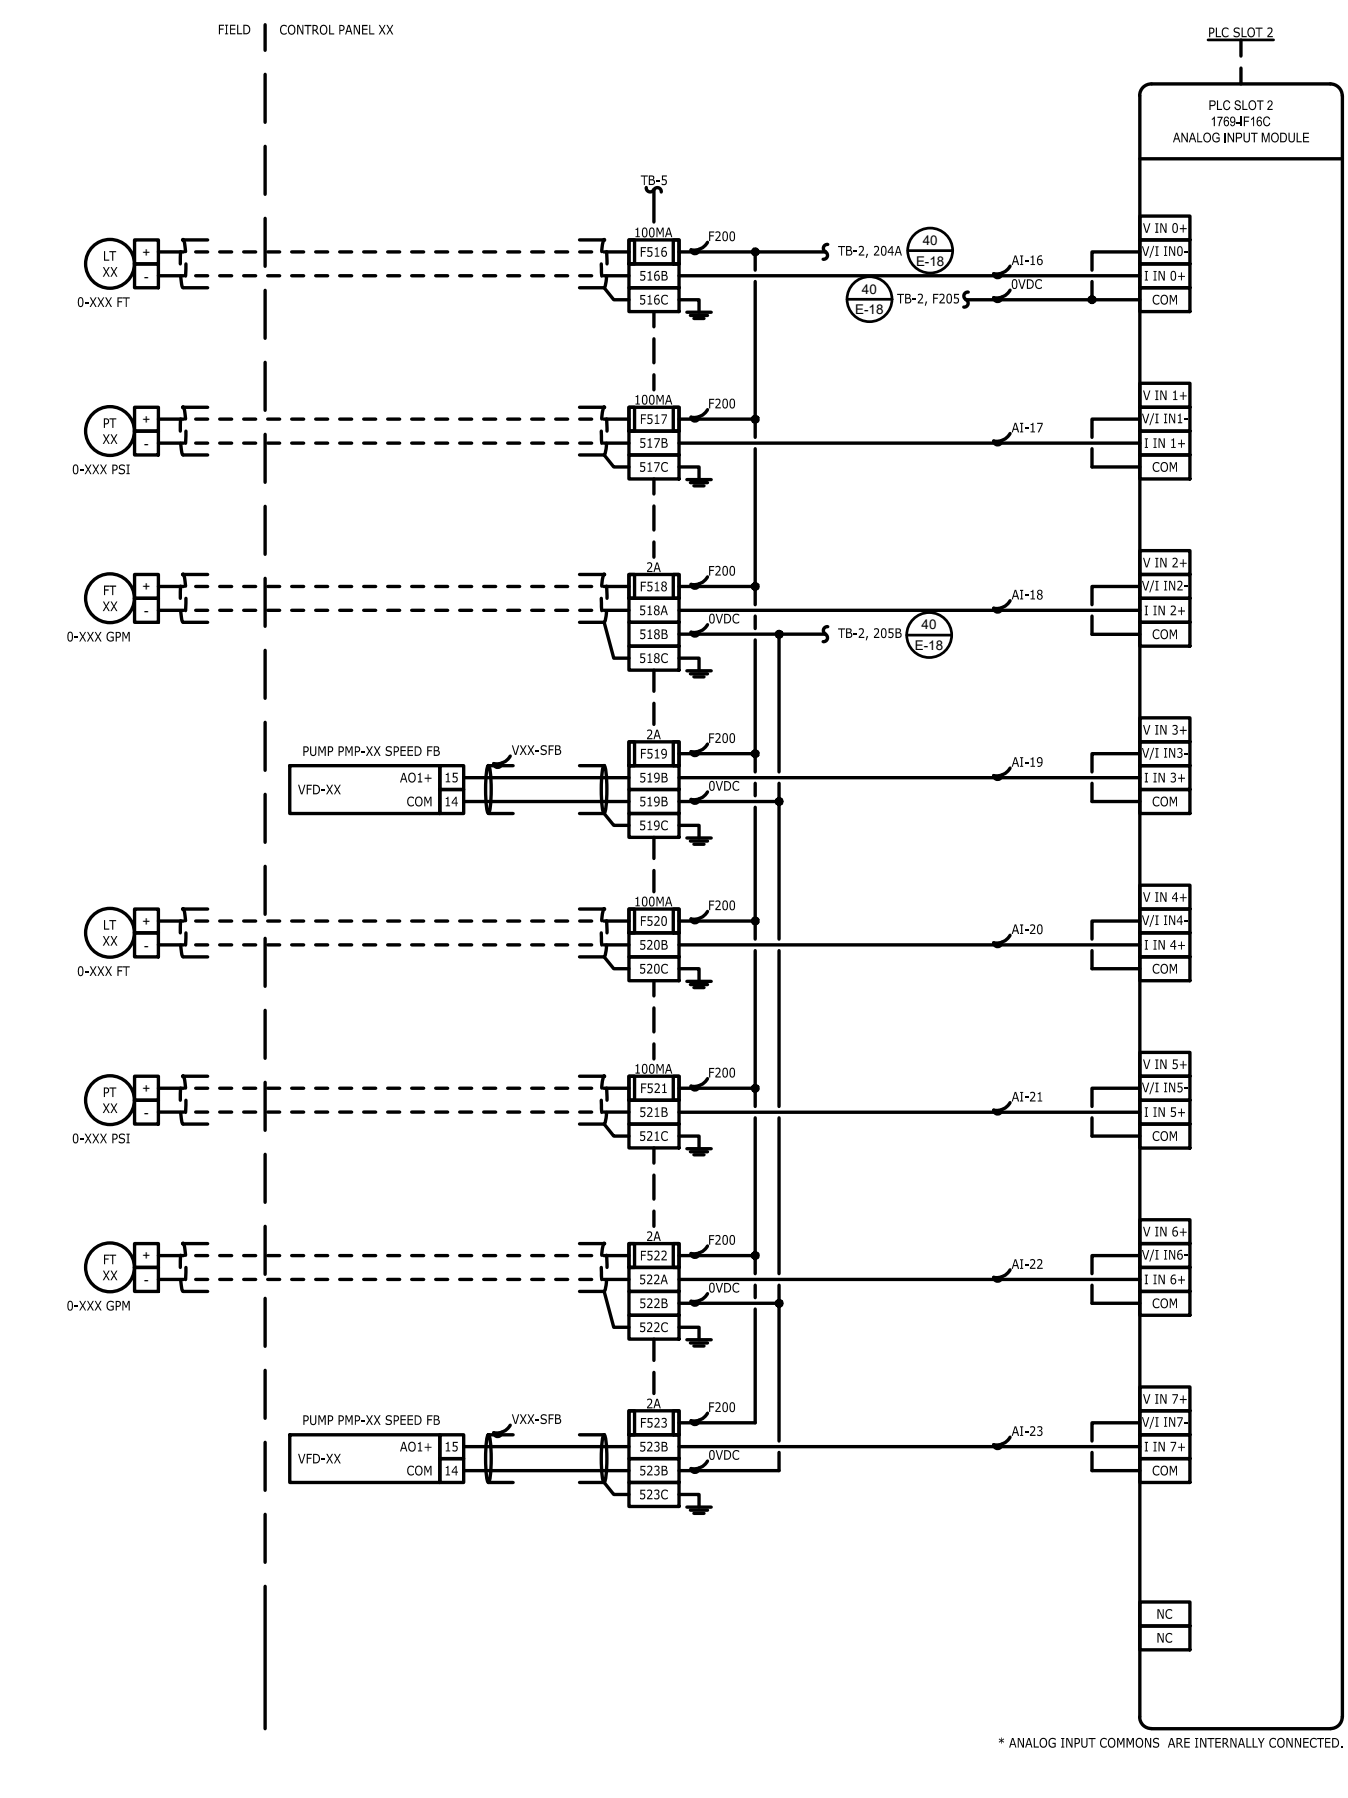 FIELD
CONTROL PANEL XX
PLC SLOT 2
PLC SLOT 2
1769-IF16C
ANALOG INPUT MODULE
TB-5
LT
XX
+
-
0-XXX FT
100MA
F516
516B
516C
F200
TB-2, 204A
40
E-18
AI-16
40
E-18
TB-2, F205
0VDC
V IN 0+
V/I IN0-
I IN 0+
COM
PT
XX
+
-
0-XXX PSI
100MA
F517
517B
517C
F200
AI-17
V IN 1+
V/I IN1-
I IN 1+
COM
FT
XX
+
-
0-XXX GPM
2A
F518
518A
518B
518C
F200
0VDC
TB-2, 205B
40
E-18
AI-18
V IN 2+
V/I IN2-
I IN 2+
COM
PUMP PMP-XX SPEED FB
VXX-SFB
VFD-XX
AO1+
15
COM
14
2A
F519
519B
519B
519C
F200
0VDC
AI-19
V IN 3+
V/I IN3-
I IN 3+
COM
LT
XX
+
-
0-XXX FT
100MA
F520
520B
520C
F200
AI-20
V IN 4+
V/I IN4-
I IN 4+
COM
PT
XX
+
-
0-XXX PSI
100MA
F521
521B
521C
F200
AI-21
V IN 5+
V/I IN5-
I IN 5+
COM
FT
XX
+
-
0-XXX GPM
2A
F522
522A
522B
522C
F200
0VDC
AI-22
V IN 6+
V/I IN6-
I IN 6+
COM
PUMP PMP-XX SPEED FB
VXX-SFB
VFD-XX
AO1+
15
COM
14
2A
F523
523B
523B
523C
F200
0VDC
AI-23
V IN 7+
V/I IN7-
I IN 7+
COM
NC
NC
* ANALOG INPUT COMMONS ARE INTERNALLY CONNECTED.